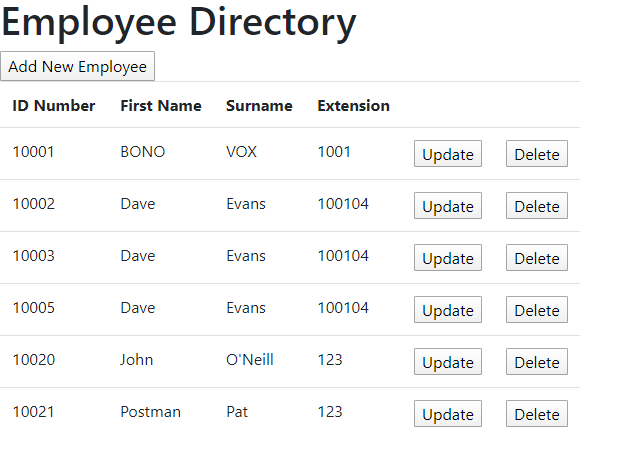 Employee Directory
Add New Employee
ID Number First Name Surname Extension
10001 BONO VOX 1001 Update Delete
10002 Dave Evans 100104 Update Delete
10003 Dave Evans 100104 Update Delete
10005 Dave Evans 100104 Update Delete
10020 John O'Neill 123 Update Delete
10021 Postman Pat 123 Update Delete